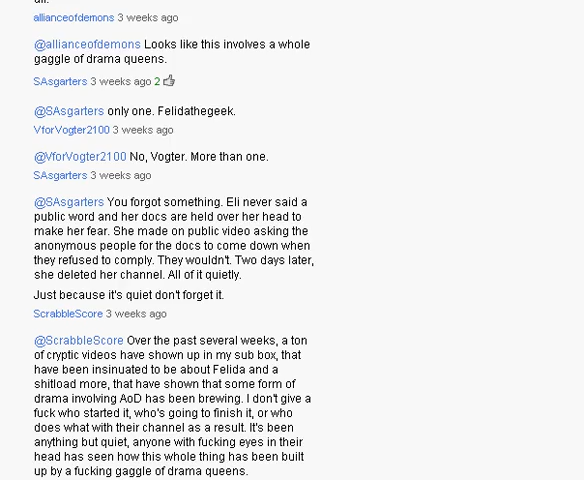 all.
allianceofdemons 3 weeks ago
@allianceofdemons Looks like this involves a whole
gaggle of drama queens.
SAsgarters 3 weeks ago 2
@SAsgarters only one. Felidathegeek.
VforVogter2100 3 weeks ago
@VforVogter2100 No, Vogter. More than one.
SAsgarters 3 weeks ago
@SAsgarters You forgot something. Eli never said a
public word and her docs are held over her head to
make her fear. She made on public video asking the
anonymous people for the docs to come down when
they refused to comply. They wouldn't. Two days later,
she deleted her channel. All of it quietly.
Just because it's quiet don't forget it.
ScrabbleScore 3 weeks ago
@ScrabbleScore Over the past several weeks, a ton
of cryptic videos have shown up in my sub box, that
have been insinuated to be about Felida and a
shitload more, that have shown that some form of
drama involving AoD has been brewing. I don't give a
fuck who started it, who's going to finish it, or who
does what with their channel as a result. It's been
anything but quiet, anyone with fucking eyes in their
head has seen how this whole thing has been built
up by a fucking gaggle of drama queens.